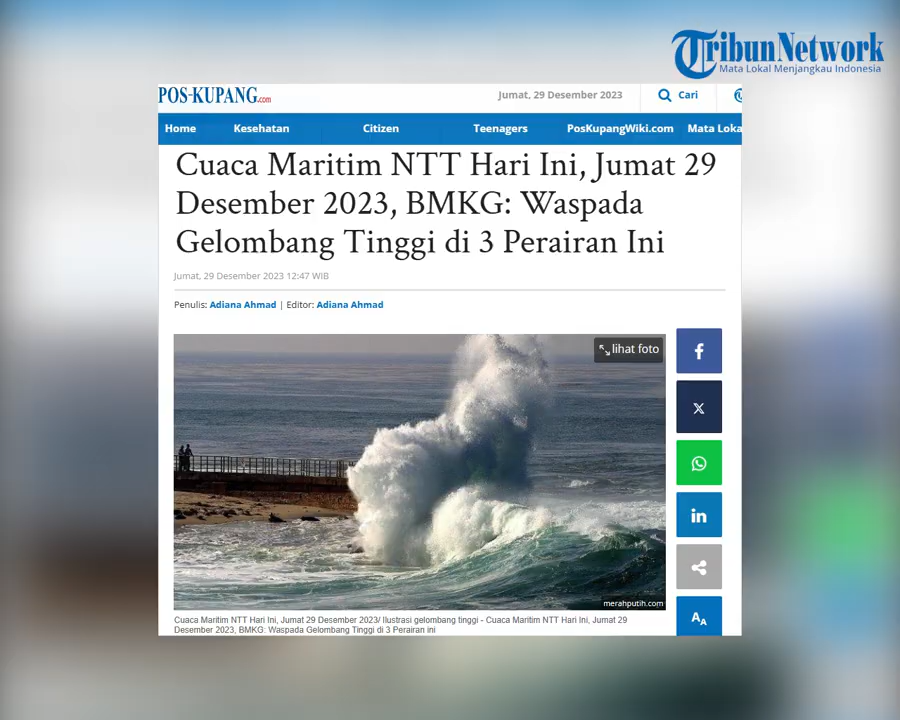 TribunNetwork
Mata Lokal Menjangkau Indonesia
POS-KUPANG.com
Jumat, 29 Desember 2023
Cari
Home Kesehatan Citizen Teenagers PosKupangWiki.com Mata Loka
Cuaca Maritim NTT Hari Ini, Jumat 29
Desember 2023, BMKG: Waspada
Gelombang Tinggi di 3 Perairan Ini
Jumat, 29 Desember 2023 12:47 WIB
Penulis: Adiana Ahmad | Editor: Adiana Ahmad
lihat foto
merahputih.com
AA
Cuaca Maritim NTT Hari Ini, Jumat 29 Desember 2023/ Ilustrasi gelombang tinggi - Cuaca Maritim NTT Hari Ini, Jumat 29
Desember 2023, BMKG: Waspada Gelombang Tinggi di 3 Perairan ini